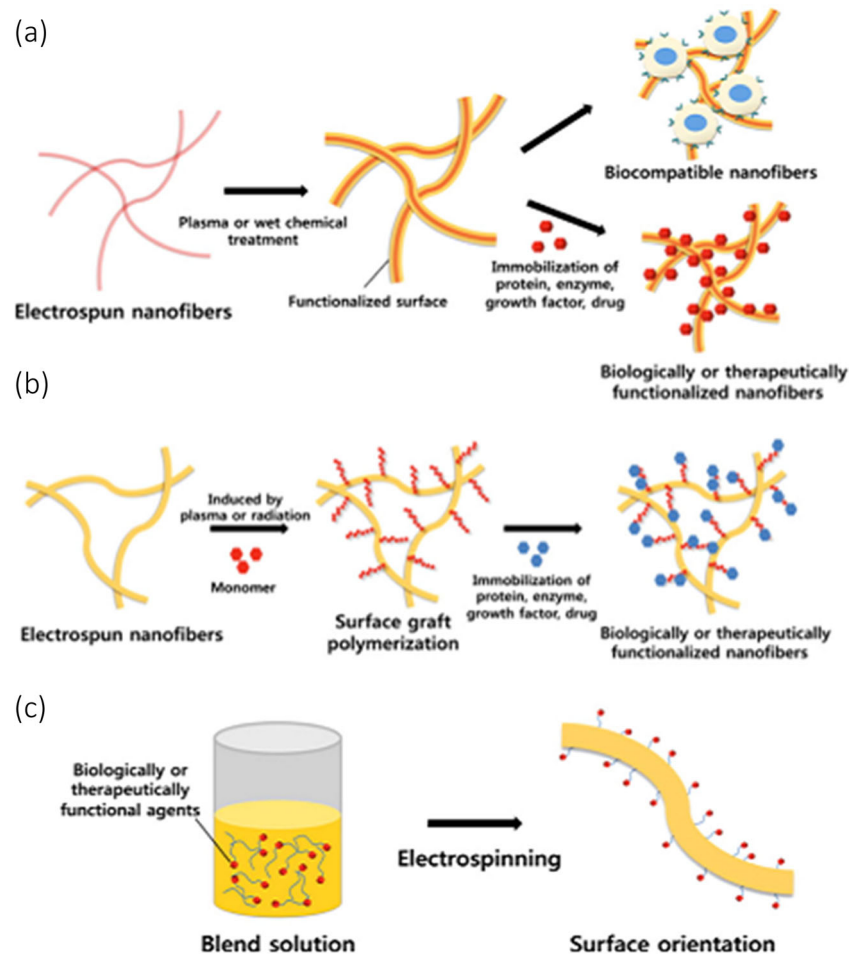 (a)
Plasma or wet chemical
treatment
Electrospun nanofibers
Functionalized surface
Biocompatible nanofibers
Immobilization of
protein, enzyme,
growth factor, drug
Biologically or therapeutically
functionalized nanofibers
(b)
Induced by
plasma or radiation
Monomer
Electrospun nanofibers
Surface graft
polymerization
Immobilization of
protein, enzyme,
growth factor, drug
Biologically or therapeutically
functionalized nanofibers
(c)
Biologically or
therapeutically
functional agents
Blend solution
Electrospinning
Surface orientation